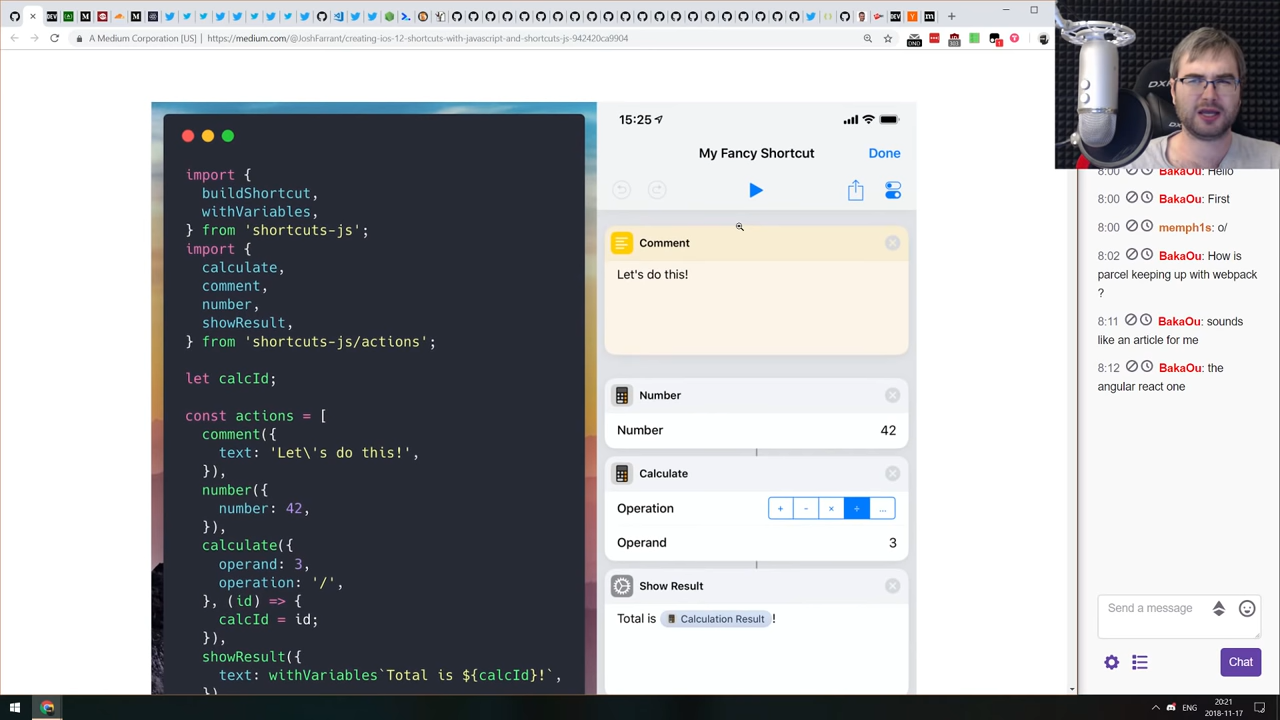 A Medium Corporation [US] | https://medium.com/@JoshFarrant/creating-ios-12-shortcuts-with-javascript-and-shortcuts-js-942420ca9904
import {
buildShortcut,
withVariables,
} from 'shortcuts-js';
import {
calculate,
comment,
number,
showResult,
} from 'shortcuts-js/actions';
let calcId;
const actions = [
comment({
text: 'Let\'s do this!',
}),
number({
number: 42,
}),
calculate({
operand: 3,
operation: '/',
}, (id) => {
calcId = id;
}),
showResult({
text: withVariables`Total is ${calcId}!`,
})
15:25
My Fancy Shortcut
Done
Comment
Let's do this!
Number
Number 42
Calculate
Operation + - × ÷ ...
Operand 3
Show Result
Total is Calculation Result !
8:00 BakaOu: Hello
8:00 BakaOu: First
8:00 memph1s: o/
8:02 BakaOu: How is
parcel keeping up with webpack
?
8:11 BakaOu: sounds
like an article for me
8:12 BakaOu: the
angular react one
Send a message
Chat
ENG
20:21
2018-11-17